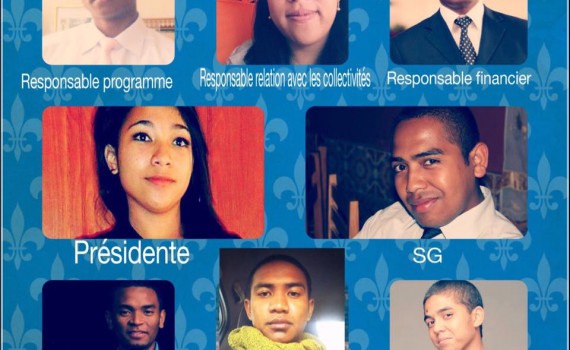 Responsable programme
Responsable relation avec les collectivités
Responsable financier
Présidente
SG